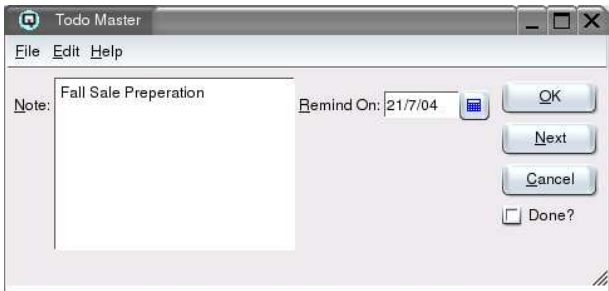 Todo Master
File Edit Help
Note: Fall Sale Preperation
Remind On: 21/7/04
OK
Next
Cancel
Done?